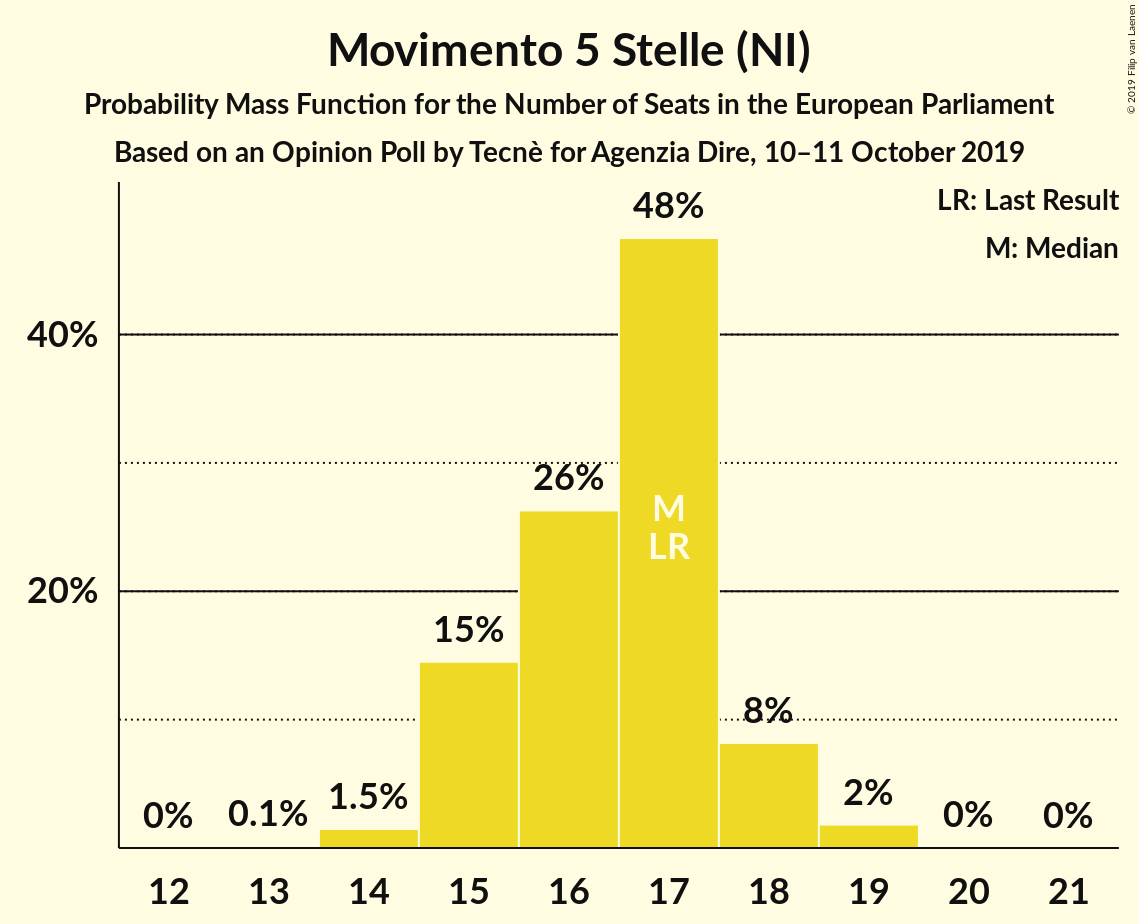 Movimento 5 Stelle (NI)
Probability Mass Function for the Number of Seats in the European Parliament
Based on an Opinion Poll by Tecnè for Agenzia Dire, 10–11 October 2019
© 2019 Filip van Laenen
LR: Last Result
M: Median
40%
20%
0%
0.1%
1.5%
15%
26%
48%
M
LR
8%
2%
0%
0%
12 13 14 15 16 17 18 19 20 21